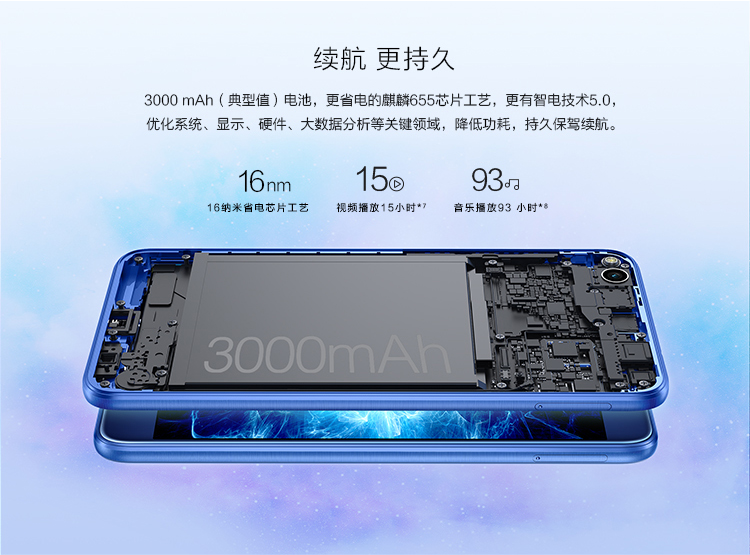 续航 更持久
3000 mAh（典型值）电池，更省电的麒麟655芯片工艺，更有智电技术5.0，
优化系统、显示、硬件、大数据分析等关键领域，降低功耗，持久保驾续航。
16nm 15 93
16纳米省电芯片工艺 视频播放15小时*7 音乐播放93 小时*8
3000mAh